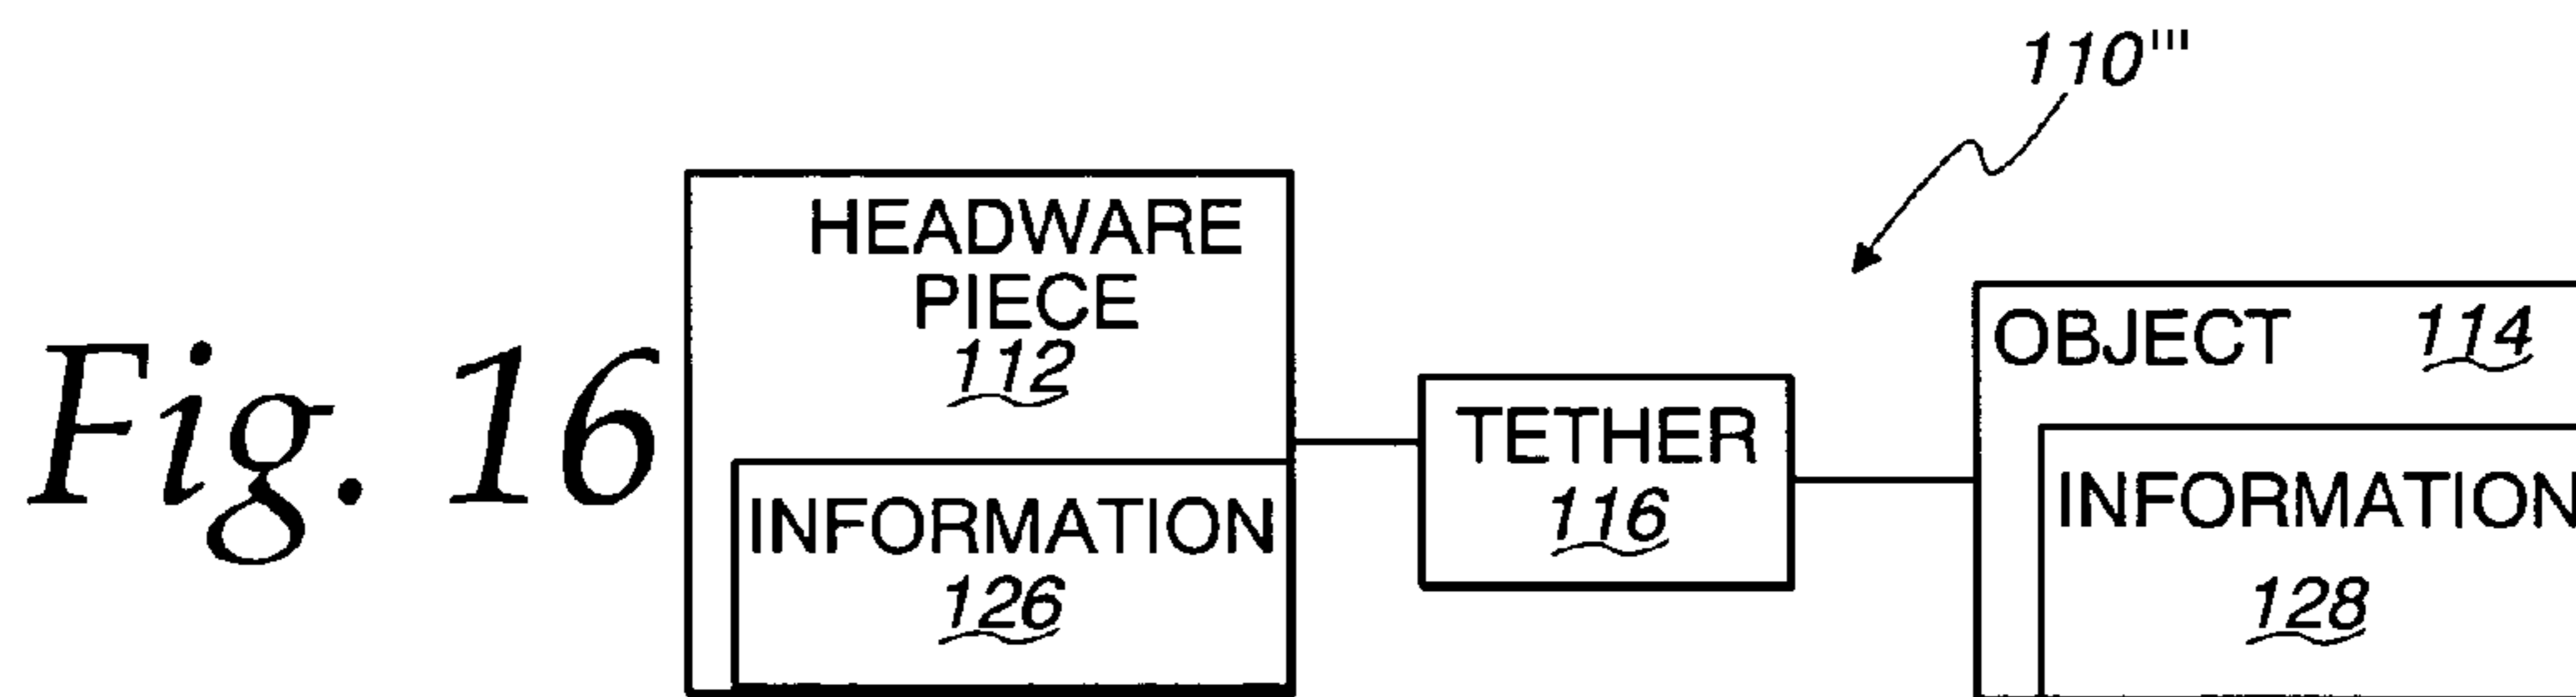 110'''
HEADWARE
PIECE
112
INFORMATION
126
TETHER
116
OBJECT 114
INFORMATION
128
Fig. 16